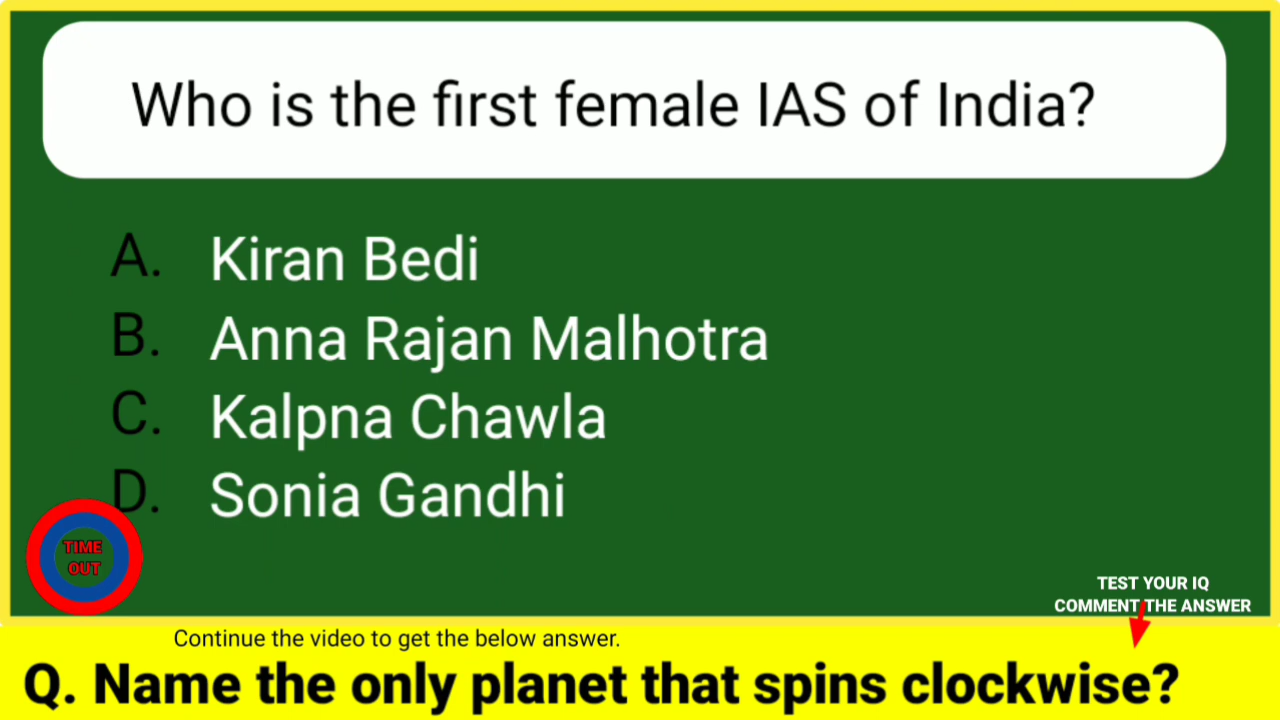 Who is the first female IAS of India?
A. Kiran Bedi
B. Anna Rajan Malhotra
C. Kalpna Chawla
D. Sonia Gandhi
TIME
OUT
TEST YOUR IQ
COMMENT THE ANSWER
Continue the video to get the below answer.
Q. Name the only planet that spins clockwise?